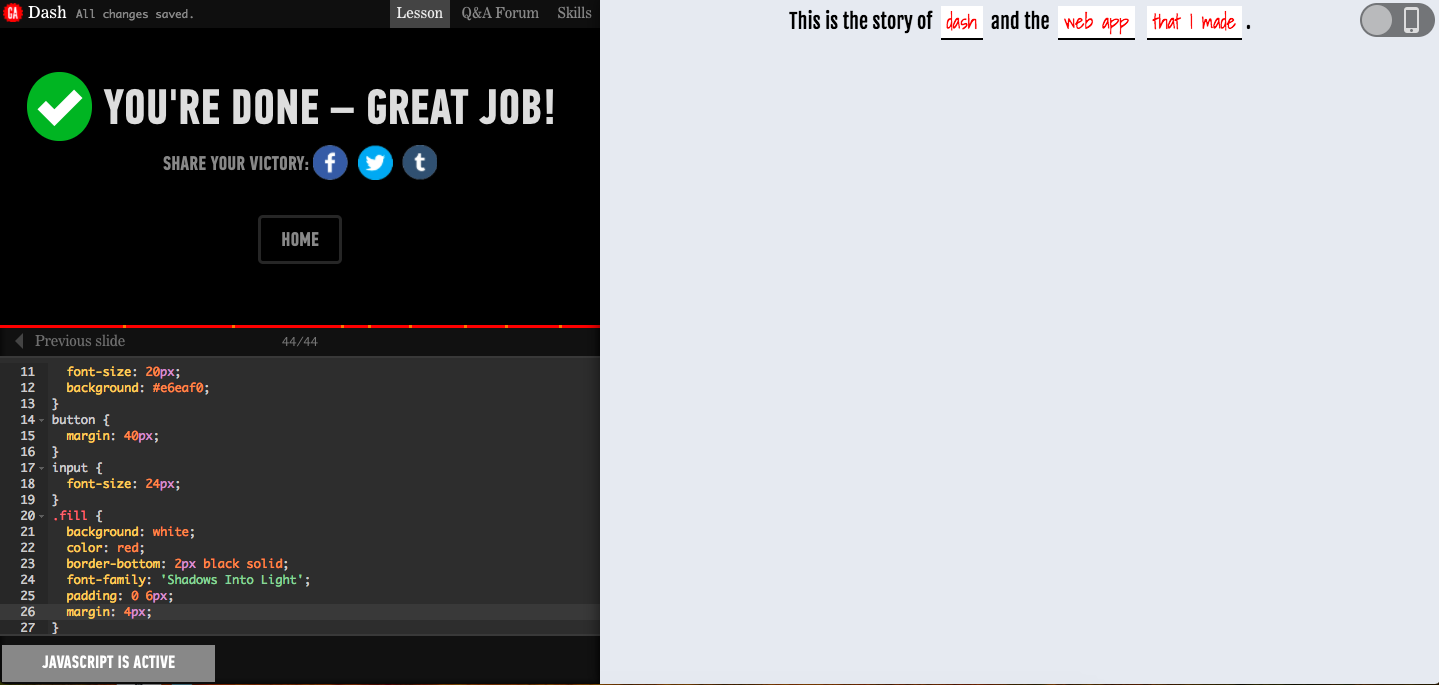 GA Dash All changes saved. Lesson Q&A Forum Skills
YOU'RE DONE – GREAT JOB!
SHARE YOUR VICTORY: f t
HOME
Previous slide 44/44
11 font-size: 20px;
12 background: #e6eaf0;
13 }
14 button {
15 margin: 40px;
16 }
17 input {
18 font-size: 24px;
19 }
20 .fill {
21 background: white;
22 color: red;
23 border-bottom: 2px black solid;
24 font-family: 'Shadows Into Light';
25 padding: 0 6px;
26 margin: 4px;
27 }
JAVASCRIPT IS ACTIVE
This is the story of dash and the web app that I made .